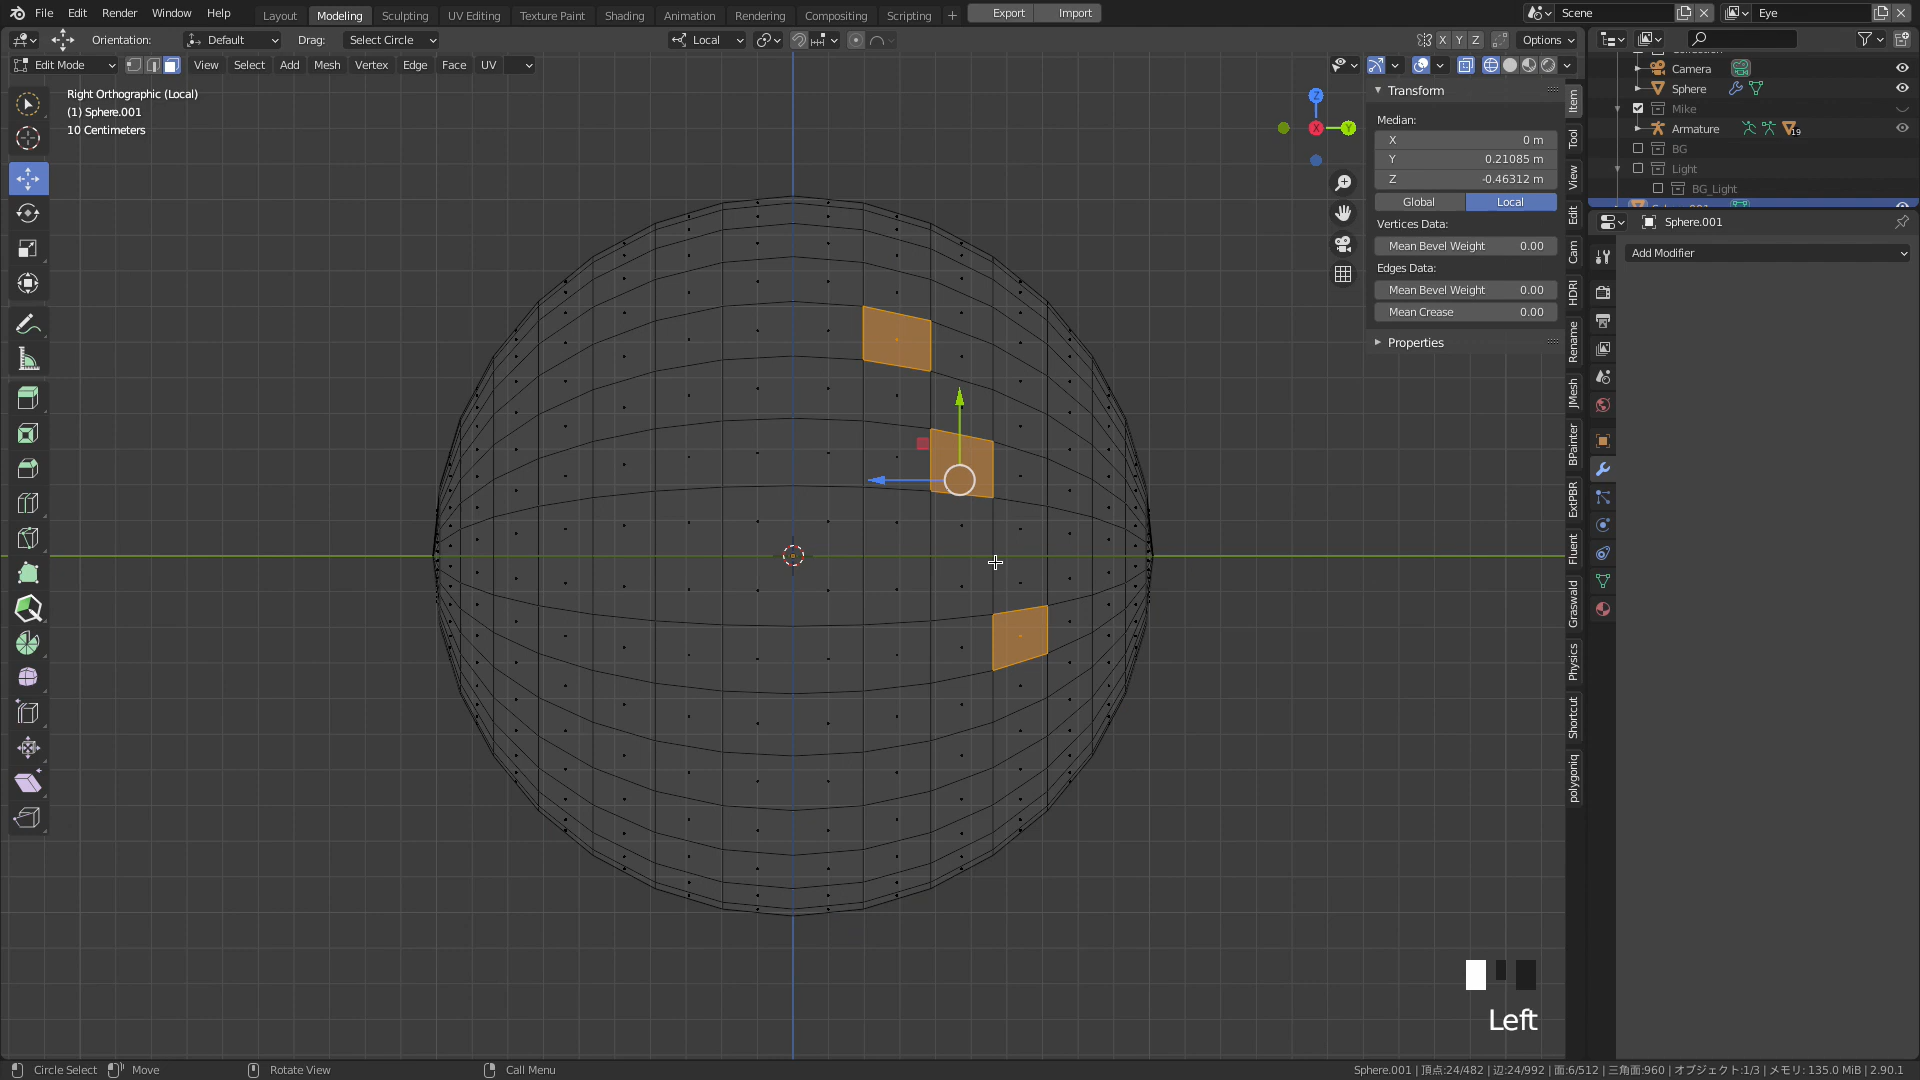 File Edit Render Window Help Layout Modeling Sculpting UV Editing Texture Paint Shading Animation Rendering Compositing Scripting + Export Import Scene Eye
Orientation: Default Drag: Select Circle Local X Y Z Options
Edit Mode View Select Add Mesh Vertex Edge Face UV
Right Orthographic (Local)
(1) Sphere.001
10 Centimeters
Z
Y
X
Transform
Median:
X 0 m
Y 0.21085 m
Z -0.46312 m
Global Local
Vertices Data:
Mean Bevel Weight 0.00
Edges Data:
Mean Bevel Weight 0.00
Mean Crease 0.00
Properties
Item
Tool
View
Edit
Cam
HDRI
Rename
JMesh
BPainter
ExtPBR
Fluent
Graswald
Physics
Shortcut
polygoniq
Camera
Sphere
Mike
Armature 19
BG
Light
BG_Light
Sphere.001
Add Modifier
Left
Circle Select Move Rotate View Call Menu Sphere.001 | 頂点:24/482 | 辺:24/992 | 面:6/512 | 三角面:960 | オブジェクト:1/3 | メモリ: 135.0 MiB | 2.90.1